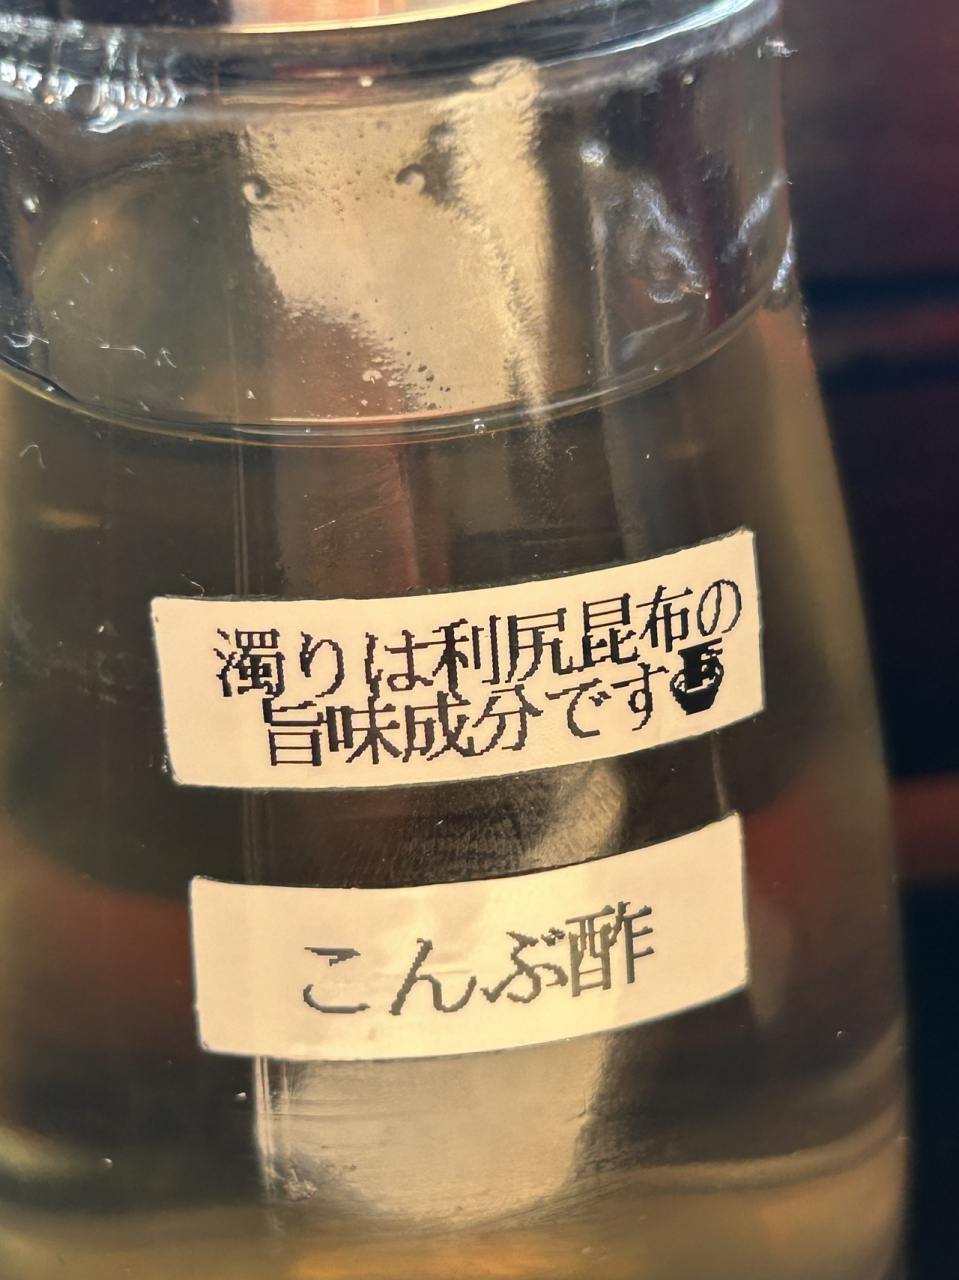 濁りは利尻昆布の
旨味成分です
こんぶ酢